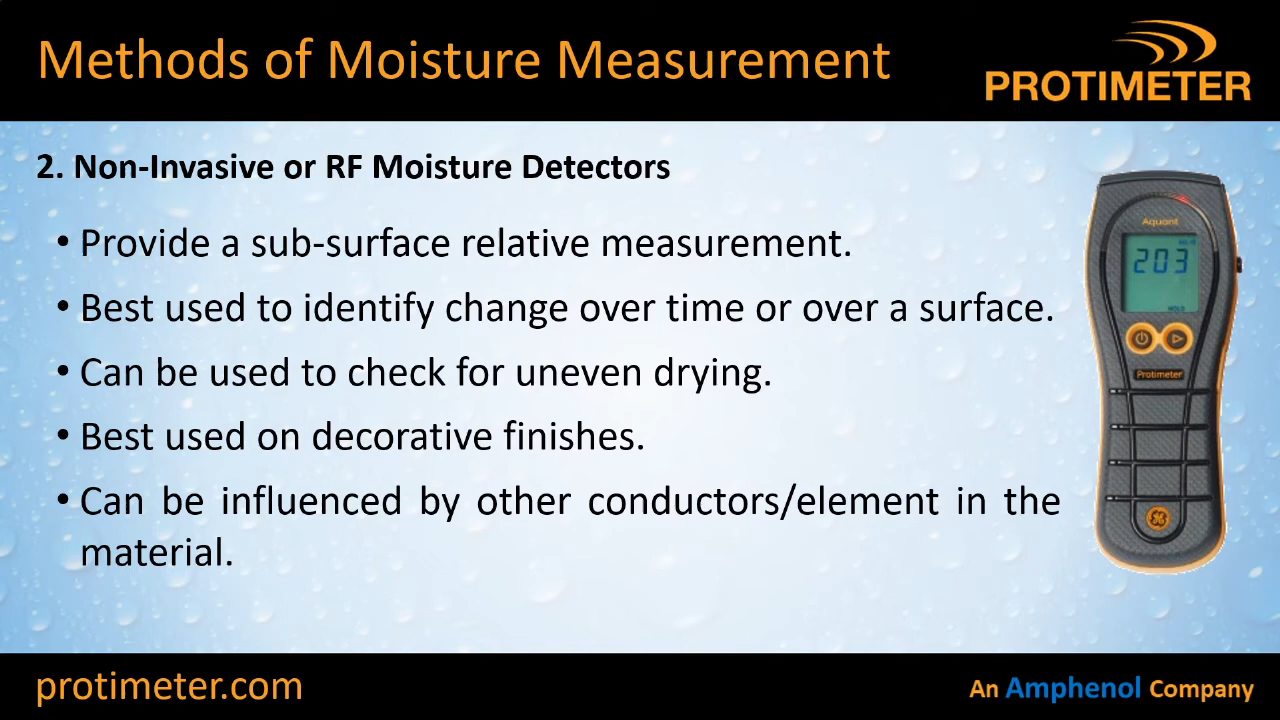 Methods of Moisture Measurement
PROTIMETER
2. Non-Invasive or RF Moisture Detectors
• Provide a sub-surface relative measurement.
• Best used to identify change over time or over a surface.
• Can be used to check for uneven drying.
• Best used on decorative finishes.
• Can be influenced by other conductors/element in the
material.
Aquant
203
HOLD
Protimeter
protimeter.com
An Amphenol Company